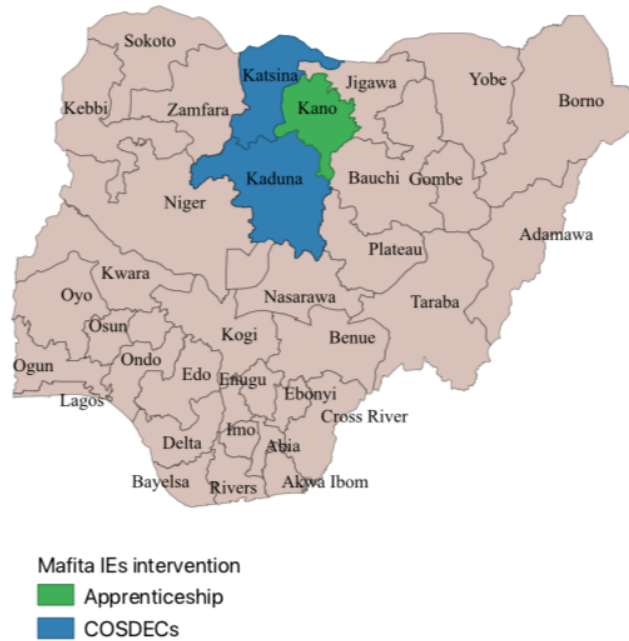 Sokoto
Katsina
Jigawa
Yobe
Borno
Kebbi
Zamfara
Kano
Kaduna
Bauchi
Gombe
Niger
Adamawa
Plateau
Kwara
Nasarawa
Taraba
Oyo
Osun
Kogi
Benue
Ogun
Ondo
Edo
Enugu
Ebonyi
Lagos
Cross River
Imo
Delta
Abia
Bayelsa
Rivers
Akwa Ibom
Mafita IEs intervention
Apprenticeship
COSDECs